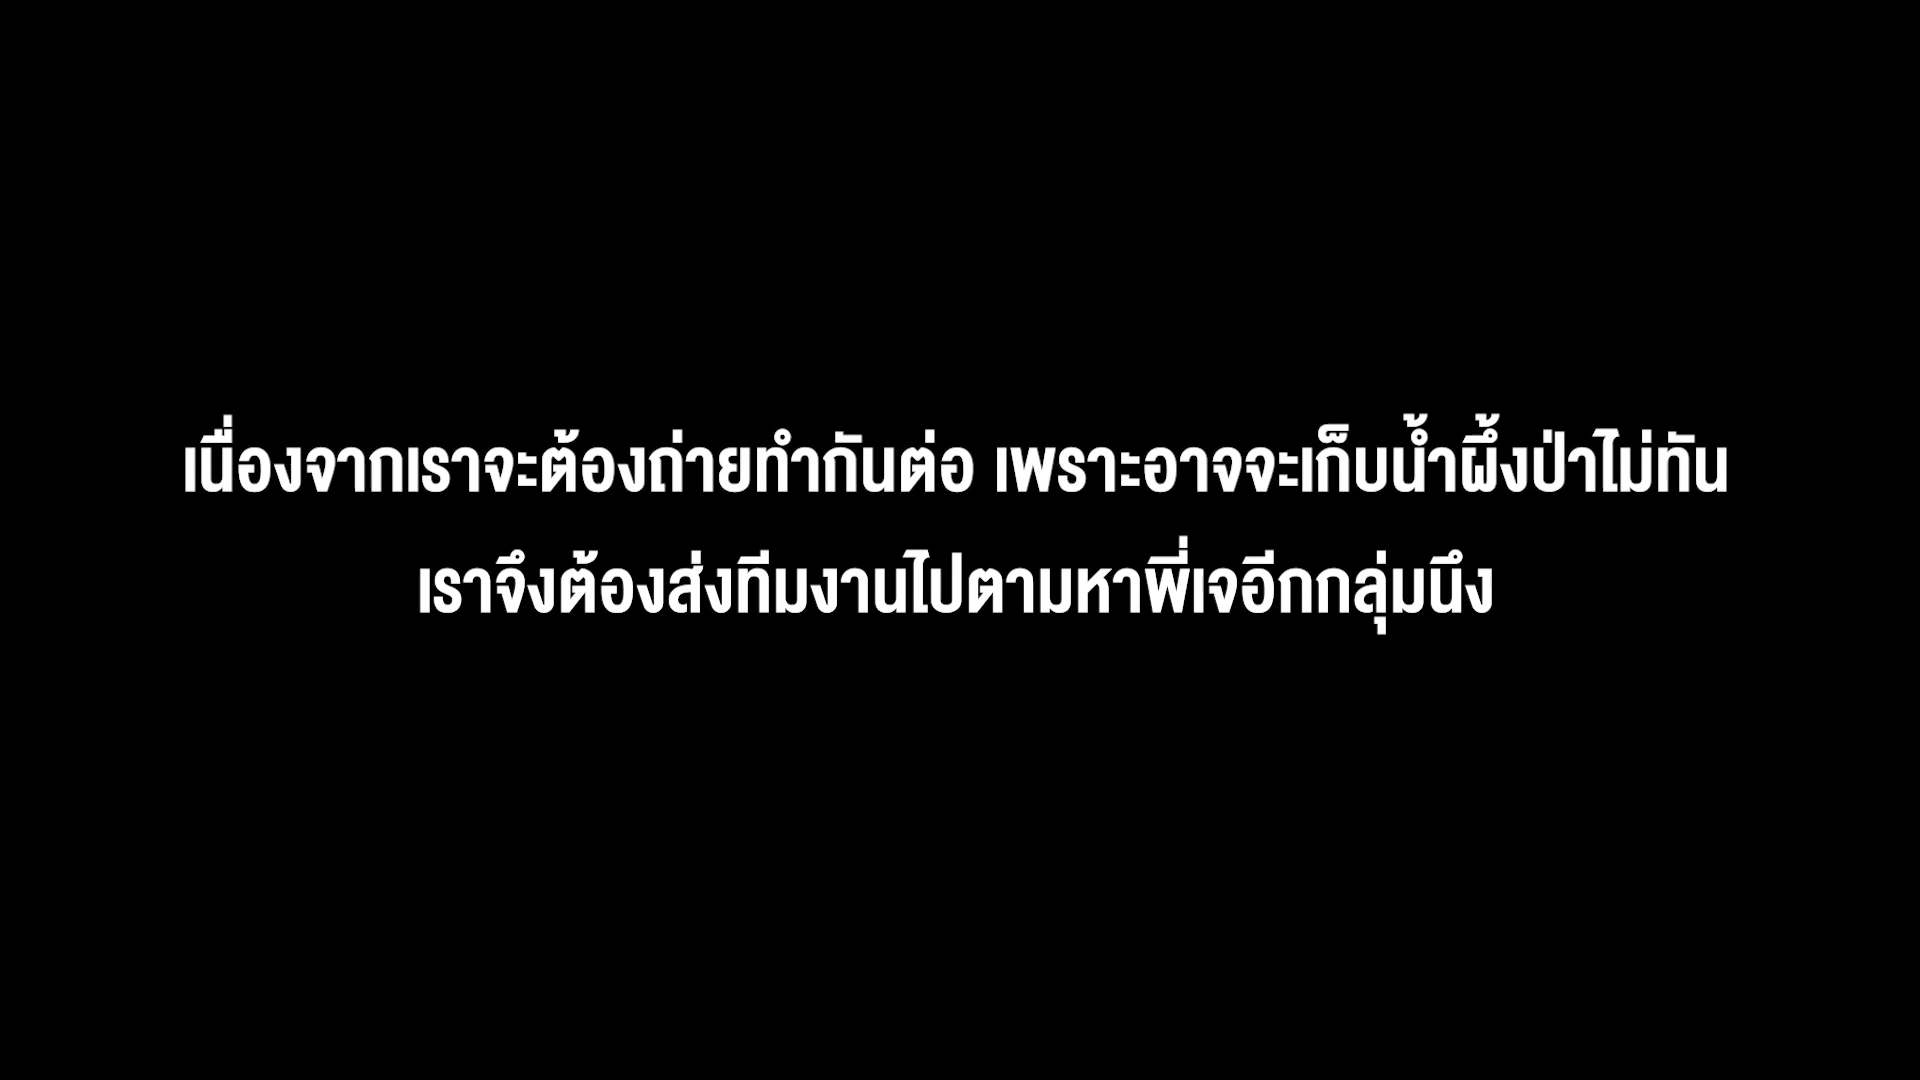 เนื่องจากเราจะต้องถ่ายทำกันต่อ เพราะอาจจะเก็บน้ำผึ้งป่าไม่ทัน
เราจึงต้องส่งทีมงานไปตามหาพี่เจอีกกลุ่มนึง